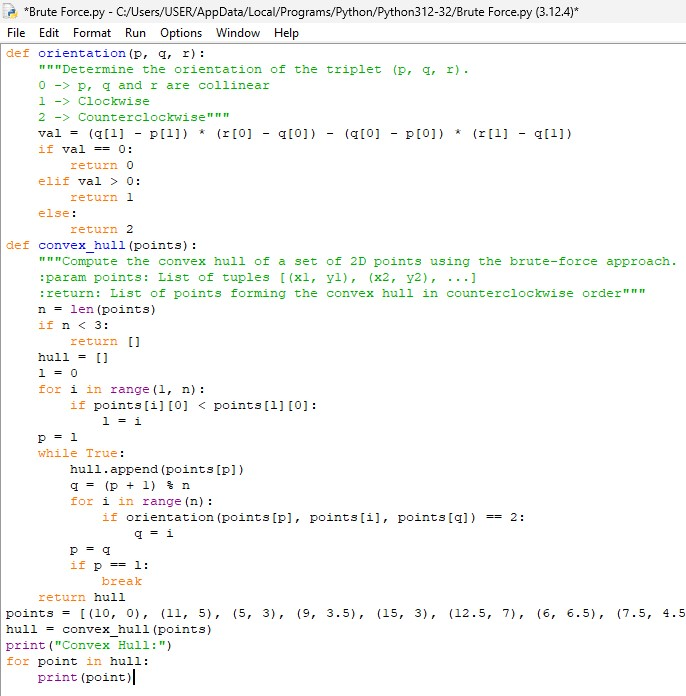 *Brute Force.py - C:/Users/USER/AppData/Local/Programs/Python/Python312-32/Brute Force.py (3.12.4)*
File Edit Format Run Options Window Help
def orientation(p, q, r):
    """Determine the orientation of the triplet (p, q, r).
    0 -> p, q and r are collinear
    1 -> Clockwise
    2 -> Counterclockwise"""
    val = (q[1] - p[1]) * (r[0] - q[0]) - (q[0] - p[0]) * (r[1] - q[1])
    if val == 0:
        return 0
    elif val > 0:
        return 1
    else:
        return 2
def convex_hull(points):
    """Compute the convex hull of a set of 2D points using the brute-force approach.
    :param points: List of tuples [(x1, y1), (x2, y2), ...]
    :return: List of points forming the convex hull in counterclockwise order"""
    n = len(points)
    if n < 3:
        return []
    hull = []
    l = 0
    for i in range(1, n):
        if points[i][0] < points[l][0]:
            l = i
    p = l
    while True:
        hull.append(points[p])
        q = (p + 1) % n
        for i in range(n):
            if orientation(points[p], points[i], points[q]) == 2:
                q = i
        p = q
        if p == l:
            break
    return hull
points = [(10, 0), (11, 5), (5, 3), (9, 3.5), (15, 3), (12.5, 7), (6, 6.5), (7.5, 4.5
hull = convex_hull(points)
print("Convex Hull:")
for point in hull:
    print(point)